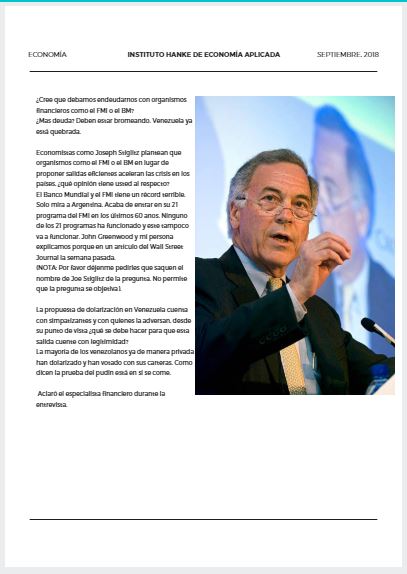 ECONOMÍA
INSTITUTO HANKE DE ECONOMÍA APLICADA
SEPTIEMBRE, 2018
¿Cree que debamos endeudarnos con organismos
financieros como el FMI o el BM?
¿Mas deuda? Deben estar bromeando. Venezuela ya
está quebrada.
Economistas como Joseph Stiglitz plantean que
organismos como el FMI o el BM en lugar de
proponer salidas eficientes aceleran las crisis en los
países, ¿qué opinión tiene usted al respecto?
El Banco Mundial y el FMI tiene un récord terrible.
Solo mira a Argentina. Acaba de entrar en su 21
programa del FMI en los últimos 60 anos. Ninguno
de los 21 programas ha funcionado y este tampoco
va a funcionar. John Greenwood y mi persona
explicamos porque en un artículo del Wall Street
Journal la semana pasada.
(NOTA: Por favor déjenme pedirles que saquen el
nombre de Joe Stiglitz de la pregunta. No permite
que la pregunta se objetiva).
La propuesta de dolarización en Venezuela cuenta
con simpatizantes y con quienes la adversan, desde
su punto de vista ¿qué se debe hacer para que esta
salida cuente con legitimidad?
La mayoría de los venezolanos ya de manera privada
han dolarizado y han votado con sus carteras. Como
dicen la prueba del pudin está en si se come.
Aclaró el especialista financiero durante la
entrevista.